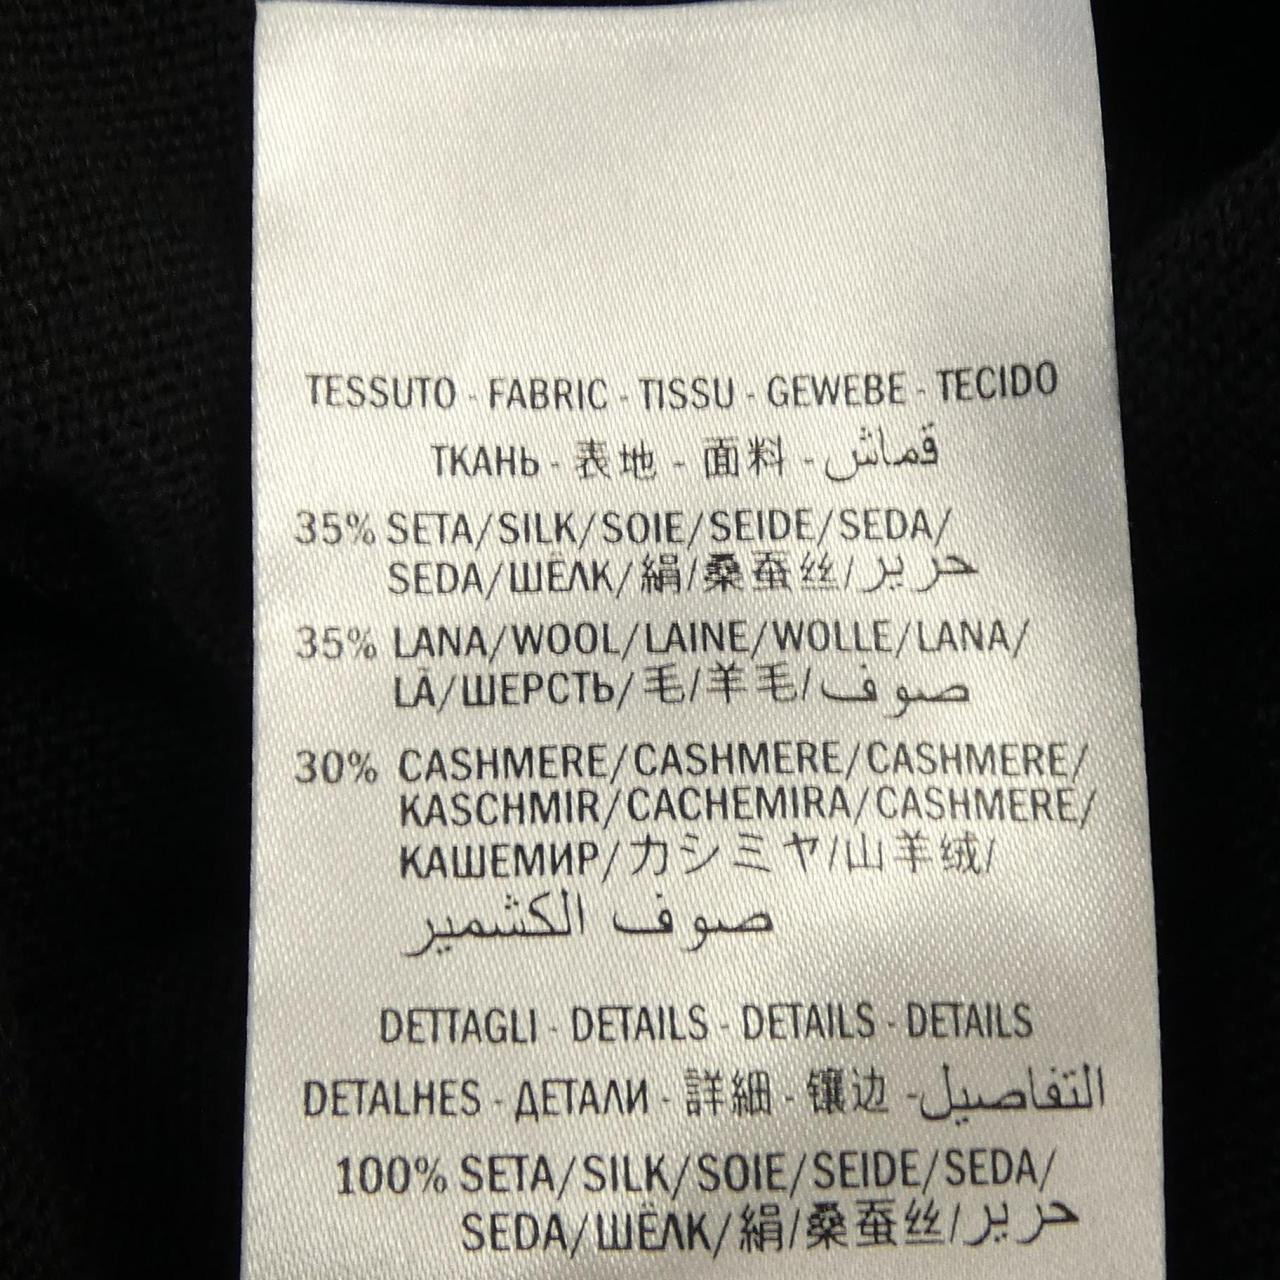 TESSUTO - FABRIC - TISSU - GEWEBE - TECIDO
ТКАНЬ - 表地 - 面料 - قماش
35% SETA/SILK/SOIE/SEIDE/SEDA/
SEDA/ШЁЛК/絹/桑蚕丝/حرير
35% LANA/WOOL/LAINE/WOLLE/LANA/
LÃ/ШЕРСТЬ/毛/羊毛/صوف
30% CASHMERE/CASHMERE/CASHMERE/
KASCHMIR/CACHEMIRA/CASHMERE/
КАШЕМИР/カシミヤ/山羊绒/
صوف الكشمير
DETTAGLI - DETAILS - DETAILS - DETAILS
DETALHES - ДЕТАЛИ - 詳細 - 镶边 - التفاصيل
100% SETA/SILK/SOIE/SEIDE/SEDA/
SEDA/ШЁЛК/絹/桑蚕丝/حرير